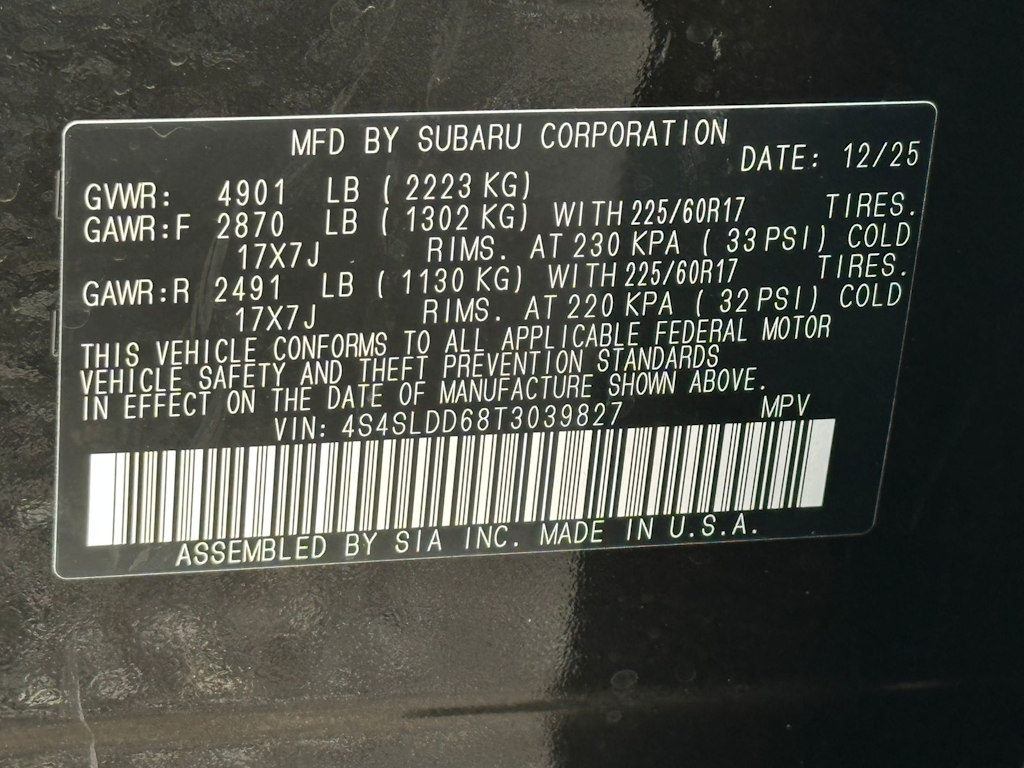 MFD BY SUBARU CORPORATION
DATE: 12/25
GVWR: 4901 LB ( 2223 KG)
GAWR:F 2870 LB ( 1302 KG) WITH 225/60R17 TIRES.
17X7J RIMS. AT 230 KPA ( 33 PSI) COLD
GAWR:R 2491 LB ( 1130 KG) WITH 225/60R17 TIRES.
17X7J RIMS. AT 220 KPA ( 32 PSI) COLD
THIS VEHICLE CONFORMS TO ALL APPLICABLE FEDERAL MOTOR
VEHICLE SAFETY AND THEFT PREVENTION STANDARDS
IN EFFECT ON THE DATE OF MANUFACTURE SHOWN ABOVE.
VIN: 4S4SLDD68T3039827 MPV
ASSEMBLED BY SIA INC. MADE IN U.S.A.